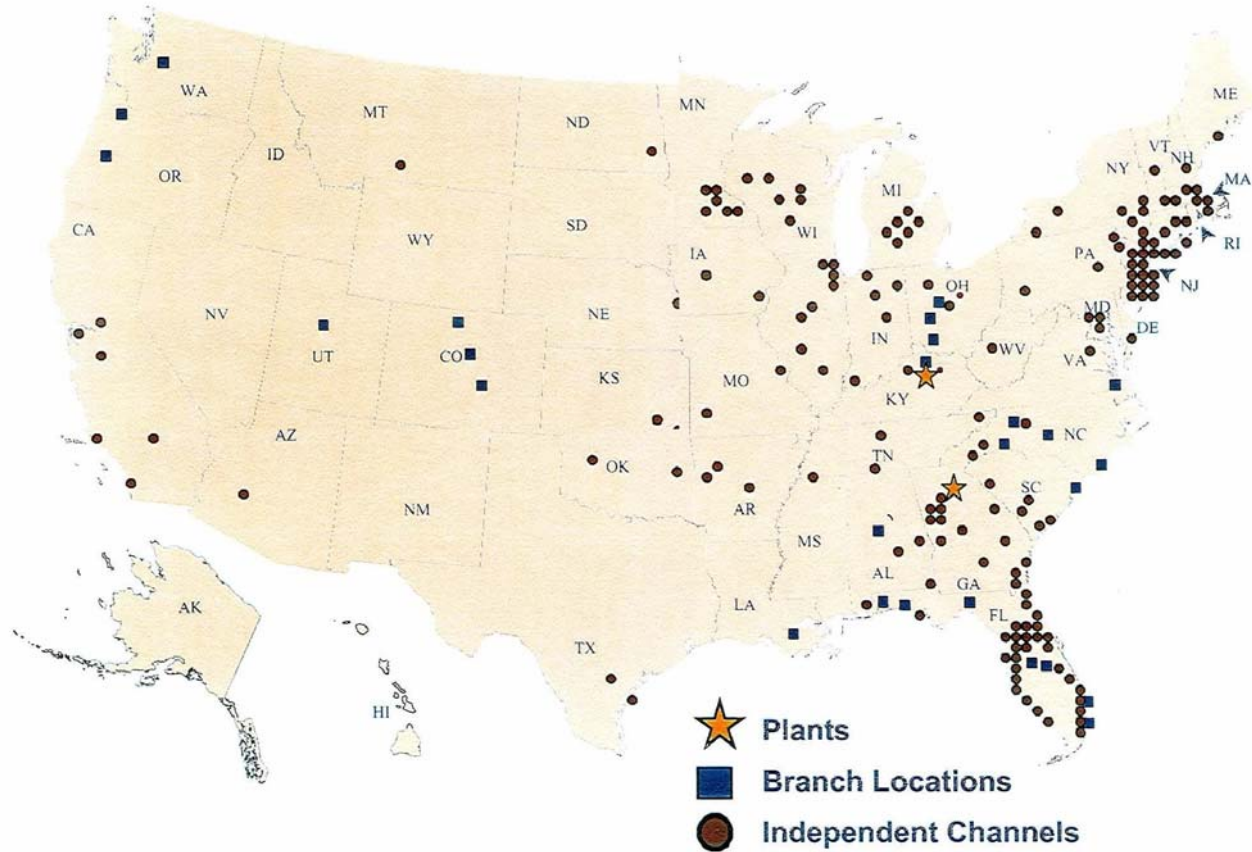 WA
MT
ND
MN
ME
VT
NH
OR
ID
NY
MA
MI
CA
SD
WI
WY
RI
IA
PA
NJ
OH
NV
NE
MD
IN
DE
UT
CO
WV
VA
MO
KS
KY
AZ
NC
TN
OK
SC
NM
AR
MS
AL
GA
AK
LA
FL
TX
HI
Plants
Branch Locations
Independent Channels